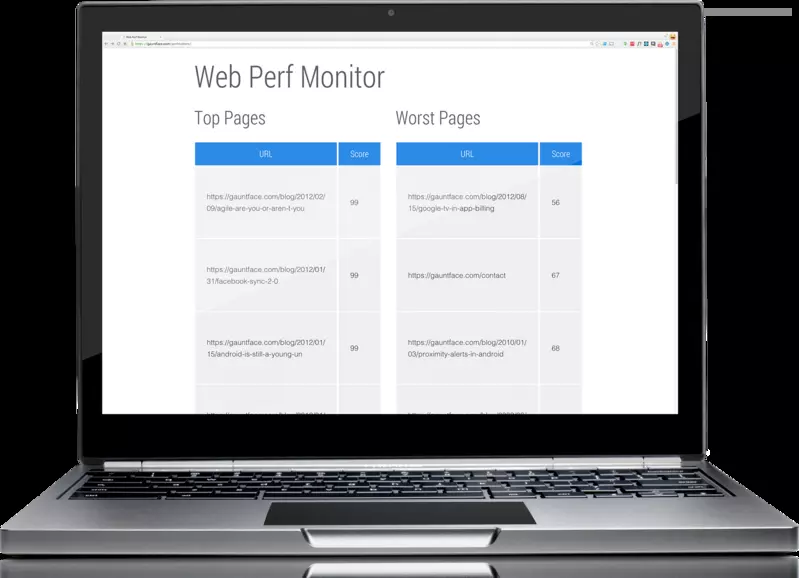 Web Perf Monitor
Top Pages
Worst Pages
URL
Score
URL
Score
https://gauntface.com/blog/2012/02/
09/agile-are-you-or-aren-t-you
99
https://gauntface.com/blog/2012/08/
15/google-tv-in-app-billing
56
https://gauntface.com/blog/2012/01/
31/facebook-sync-2-0
99
https://gauntface.com/contact
67
https://gauntface.com/blog/2012/01/
15/android-is-still-a-young-un
99
https://gauntface.com/blog/2010/01/
03/proximity-alerts-in-android
68